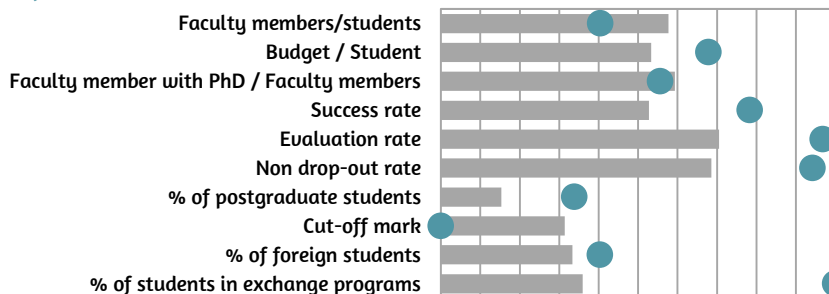 Faculty members/students
Budget / Student
Faculty member with PhD / Faculty members
Success rate
Evaluation rate
Non drop-out rate
% of postgraduate students
Cut-off mark
% of foreign students
% of students in exchange programs